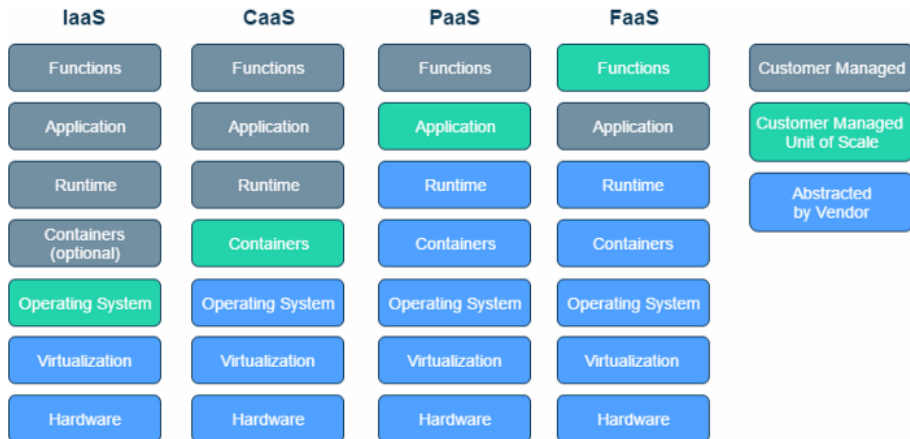 IaaS
CaaS
PaaS
FaaS
Functions
Functions
Functions
Functions
Customer Managed
Application
Application
Application
Application
Customer Managed
Unit of Scale
Runtime
Runtime
Runtime
Runtime
Abstracted
by Vendor
Containers
(optional)
Containers
Containers
Containers
Operating System
Operating System
Operating System
Operating System
Virtualization
Virtualization
Virtualization
Virtualization
Hardware
Hardware
Hardware
Hardware